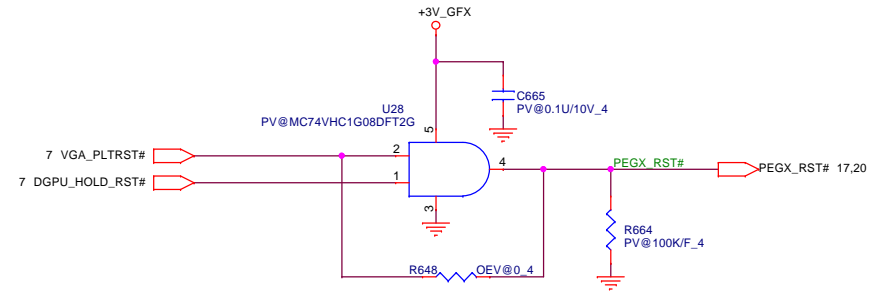 +3V_GFX
C665
PV@0.1U/10V_4
U28
PV@MC74VHC1G08DFT2G
5
7 VGA_PLTRST#
2
4
PEGX_RST#
PEGX_RST# 17,20
7 DGPU_HOLD_RST#
1
3
R664
PV@100K/F_4
R648
OEV@0_4